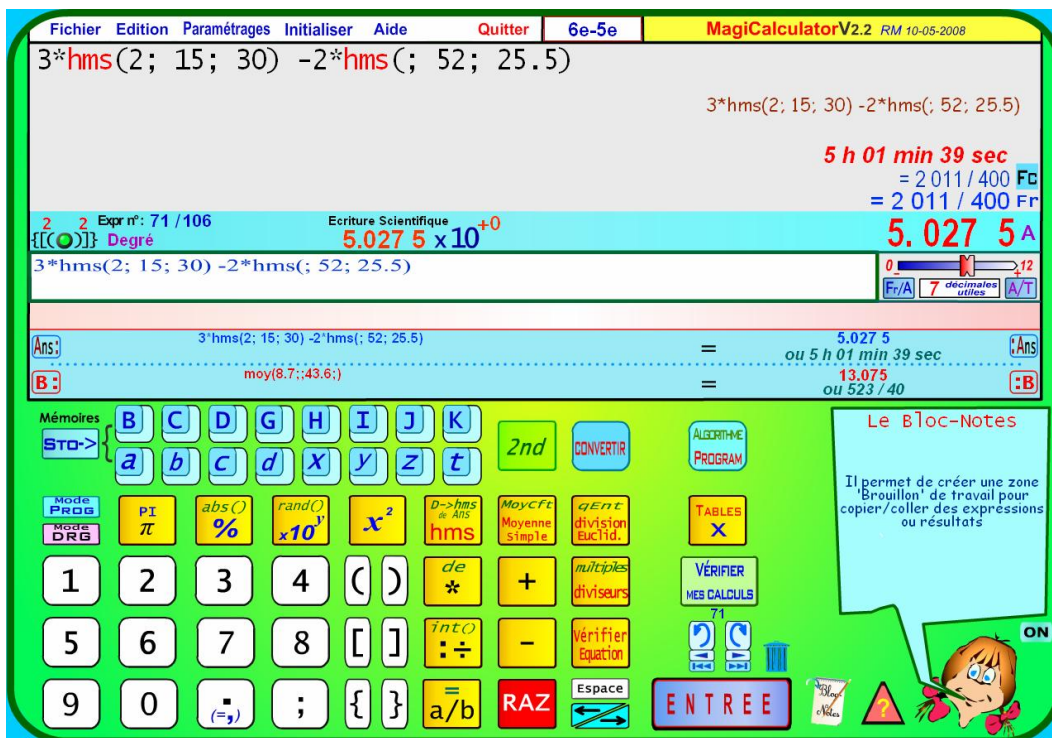 Fichier Edition Paramétrages Initialiser Aide Quitter 6e-5e MagiCalculatorV2.2 RM 10-05-2008
3*hms(2; 15; 30) -2*hms(; 52; 25.5)
3*hms(2; 15; 30) -2*hms(; 52; 25.5)
5 h 01 min 39 sec
= 2 011 / 400 Fc
= 2 011 / 400 Fr
2 2 Expr n°: 71 /106 Ecriture Scientifique
{[()]} Degré 5.027 5 x10+0 5. 027 5 A
3*hms(2; 15; 30) -2*hms(; 52; 25.5)
0 - + 12
Fr/A 7 décimales utiles A/T
Ans: 3*hms(2; 15; 30) -2*hms(; 52; 25.5) = 5.027 5 :Ans
ou 5 h 01 min 39 sec
B: moy(8.7;;43.6;) = 13.075 :B
ou 523 / 40
Mémoires B C D G H I J K
STO-> a b c d x y z t
2nd CONVERTIR ALGORITHME PROGRAM
Mode PROG
Mode DRG
PI π
abs() %
rand() x10y
x2
D->hms de Ans hms
MoyCft Moyenne Simple
qEnt division Euclid.
TABLES X
1 2 3 4 ( ) de * + multiples diviseurs
VÉRIFIER MES CALCULS
71
5 6 7 8 [ ] int() : ÷ - Vérifier Equation
9 0 . (=,) ; { } = a/b RAZ Espace
ENTREE
Bloc Notes
?
Le Bloc-Notes
Il permet de créer une zone
'Brouillon' de travail pour
copier/coller des expressions
ou résultats
ON